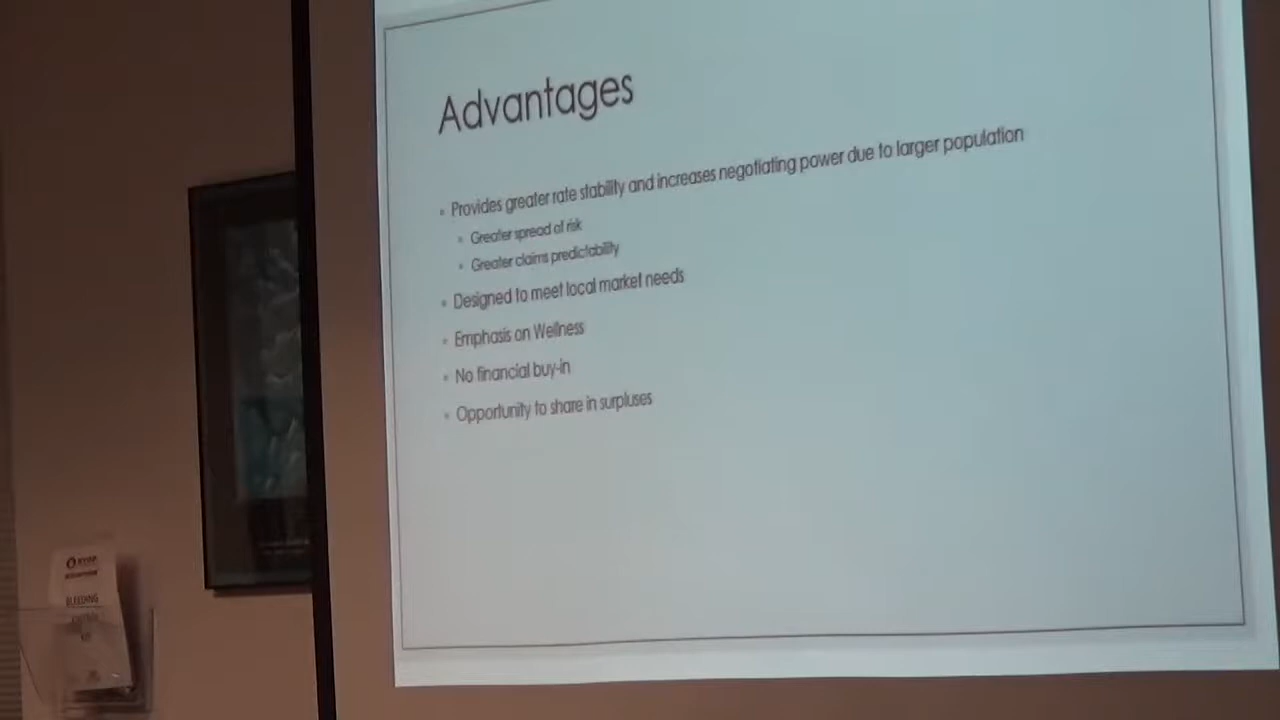 Advantages
Provides greater rate stability and increases negotiating power due to larger population
Greater spread of risk
Greater claims predictability
Designed to meet local market needs
Emphasis on Wellness
No financial buy-in
Opportunity to share in surpluses
BLEEDING
KIT